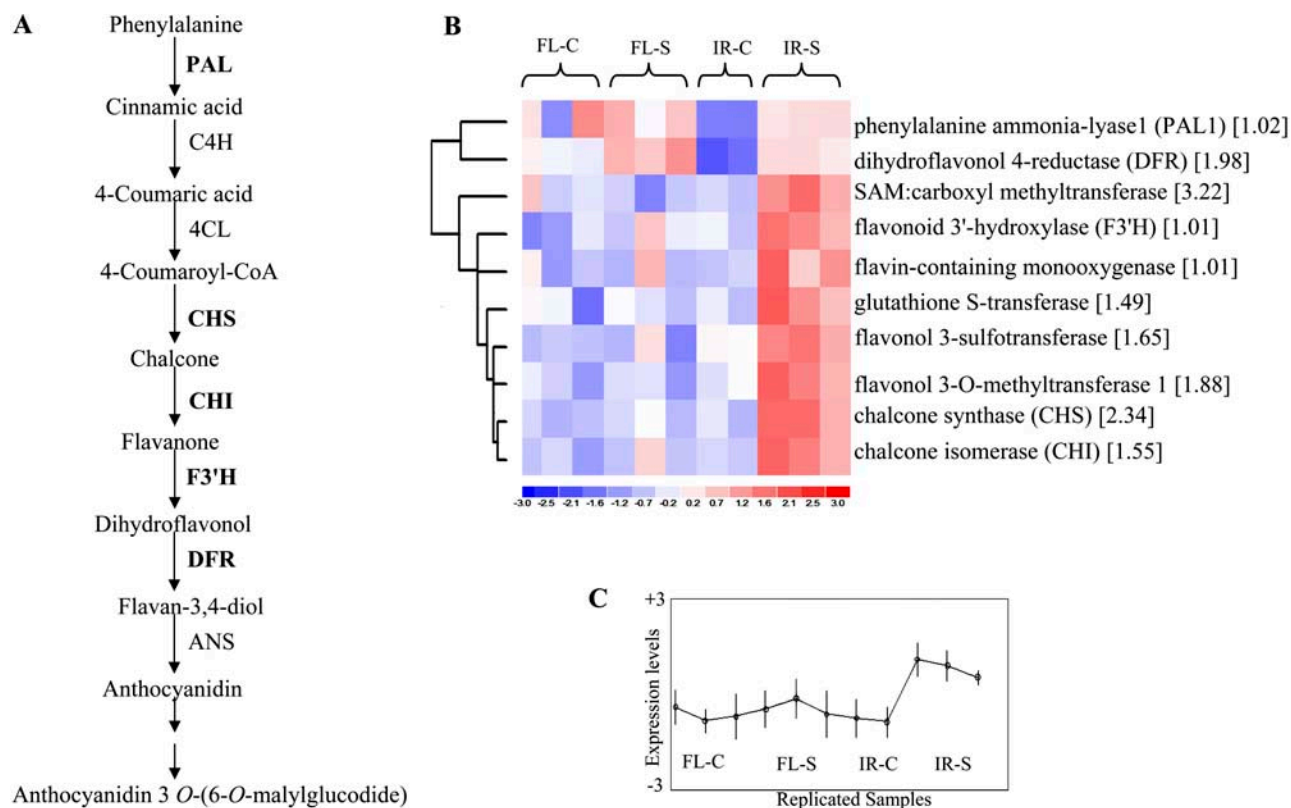 A
Phenylalanine
PAL
Cinnamic acid
C4H
4-Coumaric acid
4CL
4-Coumaroyl-CoA
CHS
Chalcone
CHI
Flavanone
F3'H
Dihydroflavonol
DFR
Flavan-3,4-diol
ANS
Anthocyanidin
Anthocyanidin 3 O-(6-O-malylglucodide)
B
FL-C FL-S IR-C IR-S
phenylalanine ammonia-lyase1 (PAL1) [1.02]
dihydroflavonol 4-reductase (DFR) [1.98]
SAM:carboxyl methyltransferase [3.22]
flavonoid 3'-hydroxylase (F3'H) [1.01]
flavin-containing monooxygenase [1.01]
glutathione S-transferase [1.49]
flavonol 3-sulfotransferase [1.65]
flavonol 3-O-methyltransferase 1 [1.88]
chalcone synthase (CHS) [2.34]
chalcone isomerase (CHI) [1.55]
-3.0 -2.5 -2.1 -1.6 -1.2 -0.7 -0.2 0.2 0.7 1.2 1.6 2.1 2.5 3.0
C
+3
Expression levels
-3
FL-C FL-S IR-C IR-S
Replicated Samples